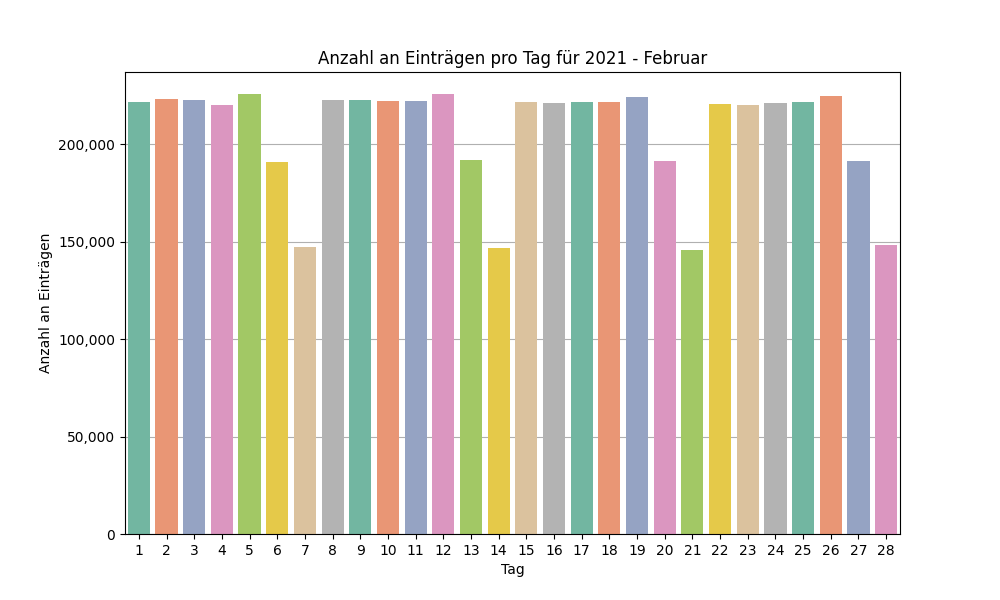 Anzahl an Einträgen pro Tag für 2021 - Februar
Anzahl an Einträgen
200,000
150,000
100,000
50,000
0
1 2 3 4 5 6 7 8 9 10 11 12 13 14 15 16 17 18 19 20 21 22 23 24 25 26 27 28
Tag